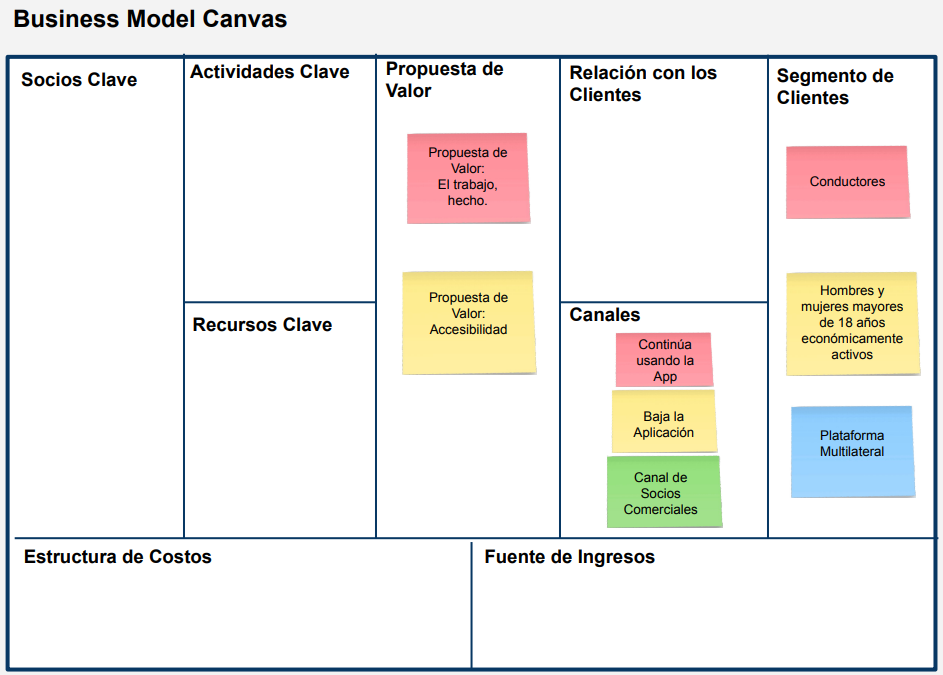 Business Model Canvas
Socios Clave
Actividades Clave
Recursos Clave
Propuesta de
Valor
Propuesta de
Valor:
El trabajo,
hecho.
Propuesta de
Valor:
Accesibilidad
Relación con los
Clientes
Canales
Continúa
usando la
App
Baja la
Aplicación
Canal de
Socios
Comerciales
Segmento de
Clientes
Conductores
Hombres y
mujeres mayores
de 18 años
económicamente
activos
Plataforma
Multilateral
Estructura de Costos
Fuente de Ingresos